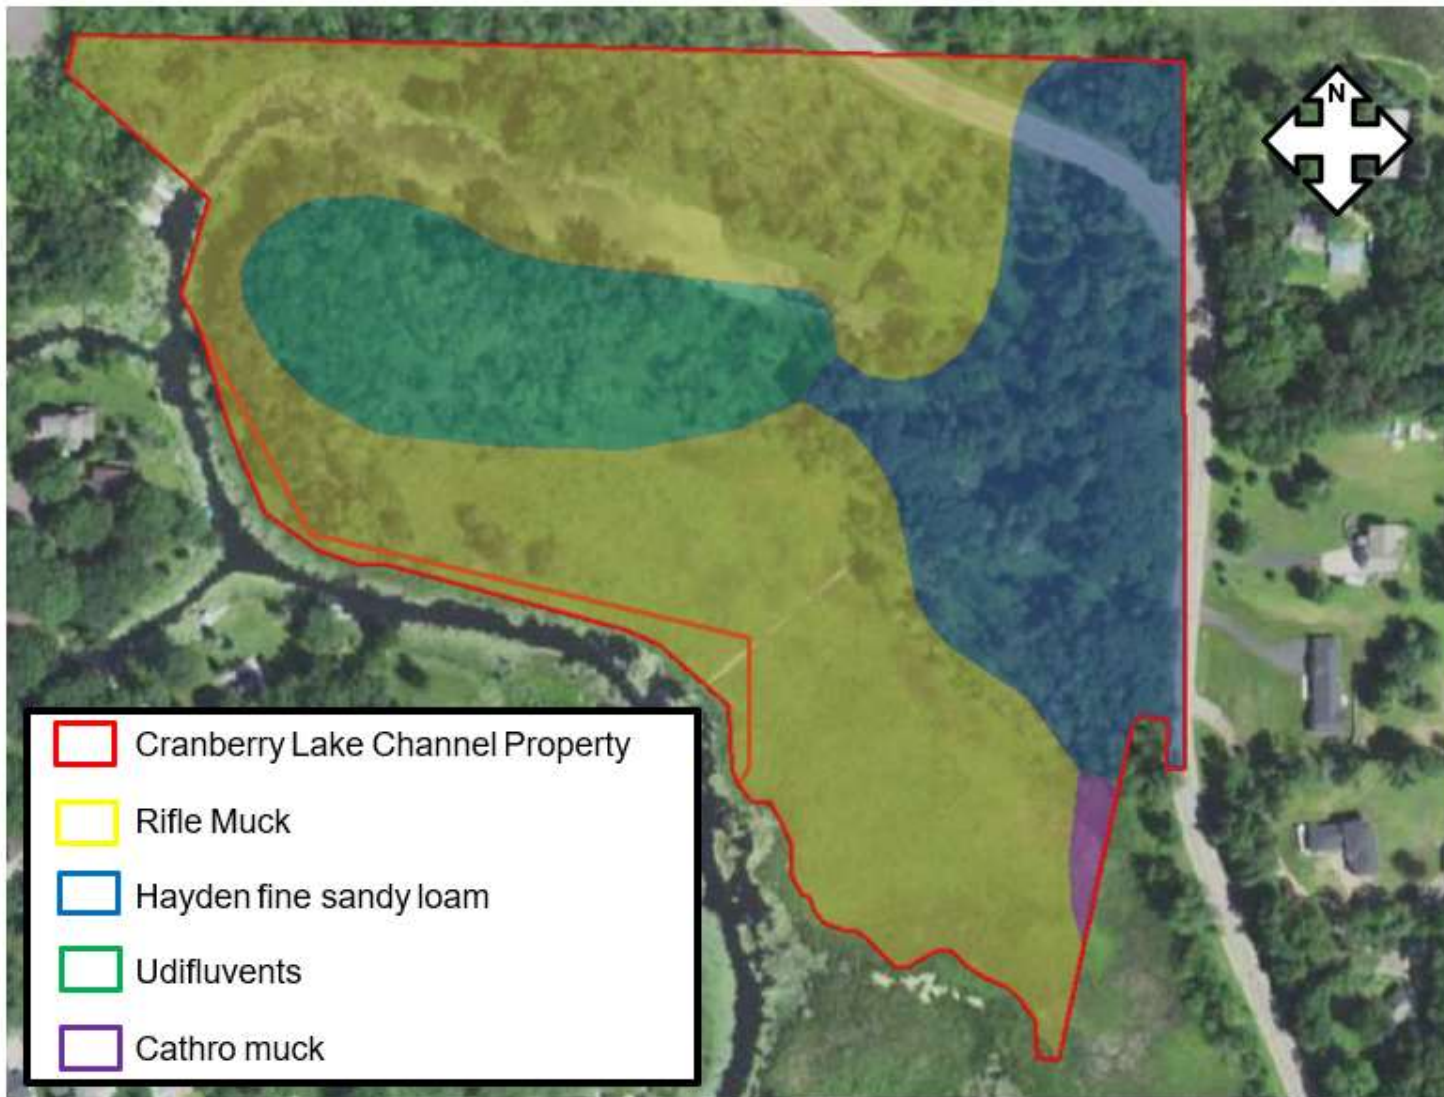 N
Cranberry Lake Channel Property
Rifle Muck
Hayden fine sandy loam
Udifluvents
Cathro muck